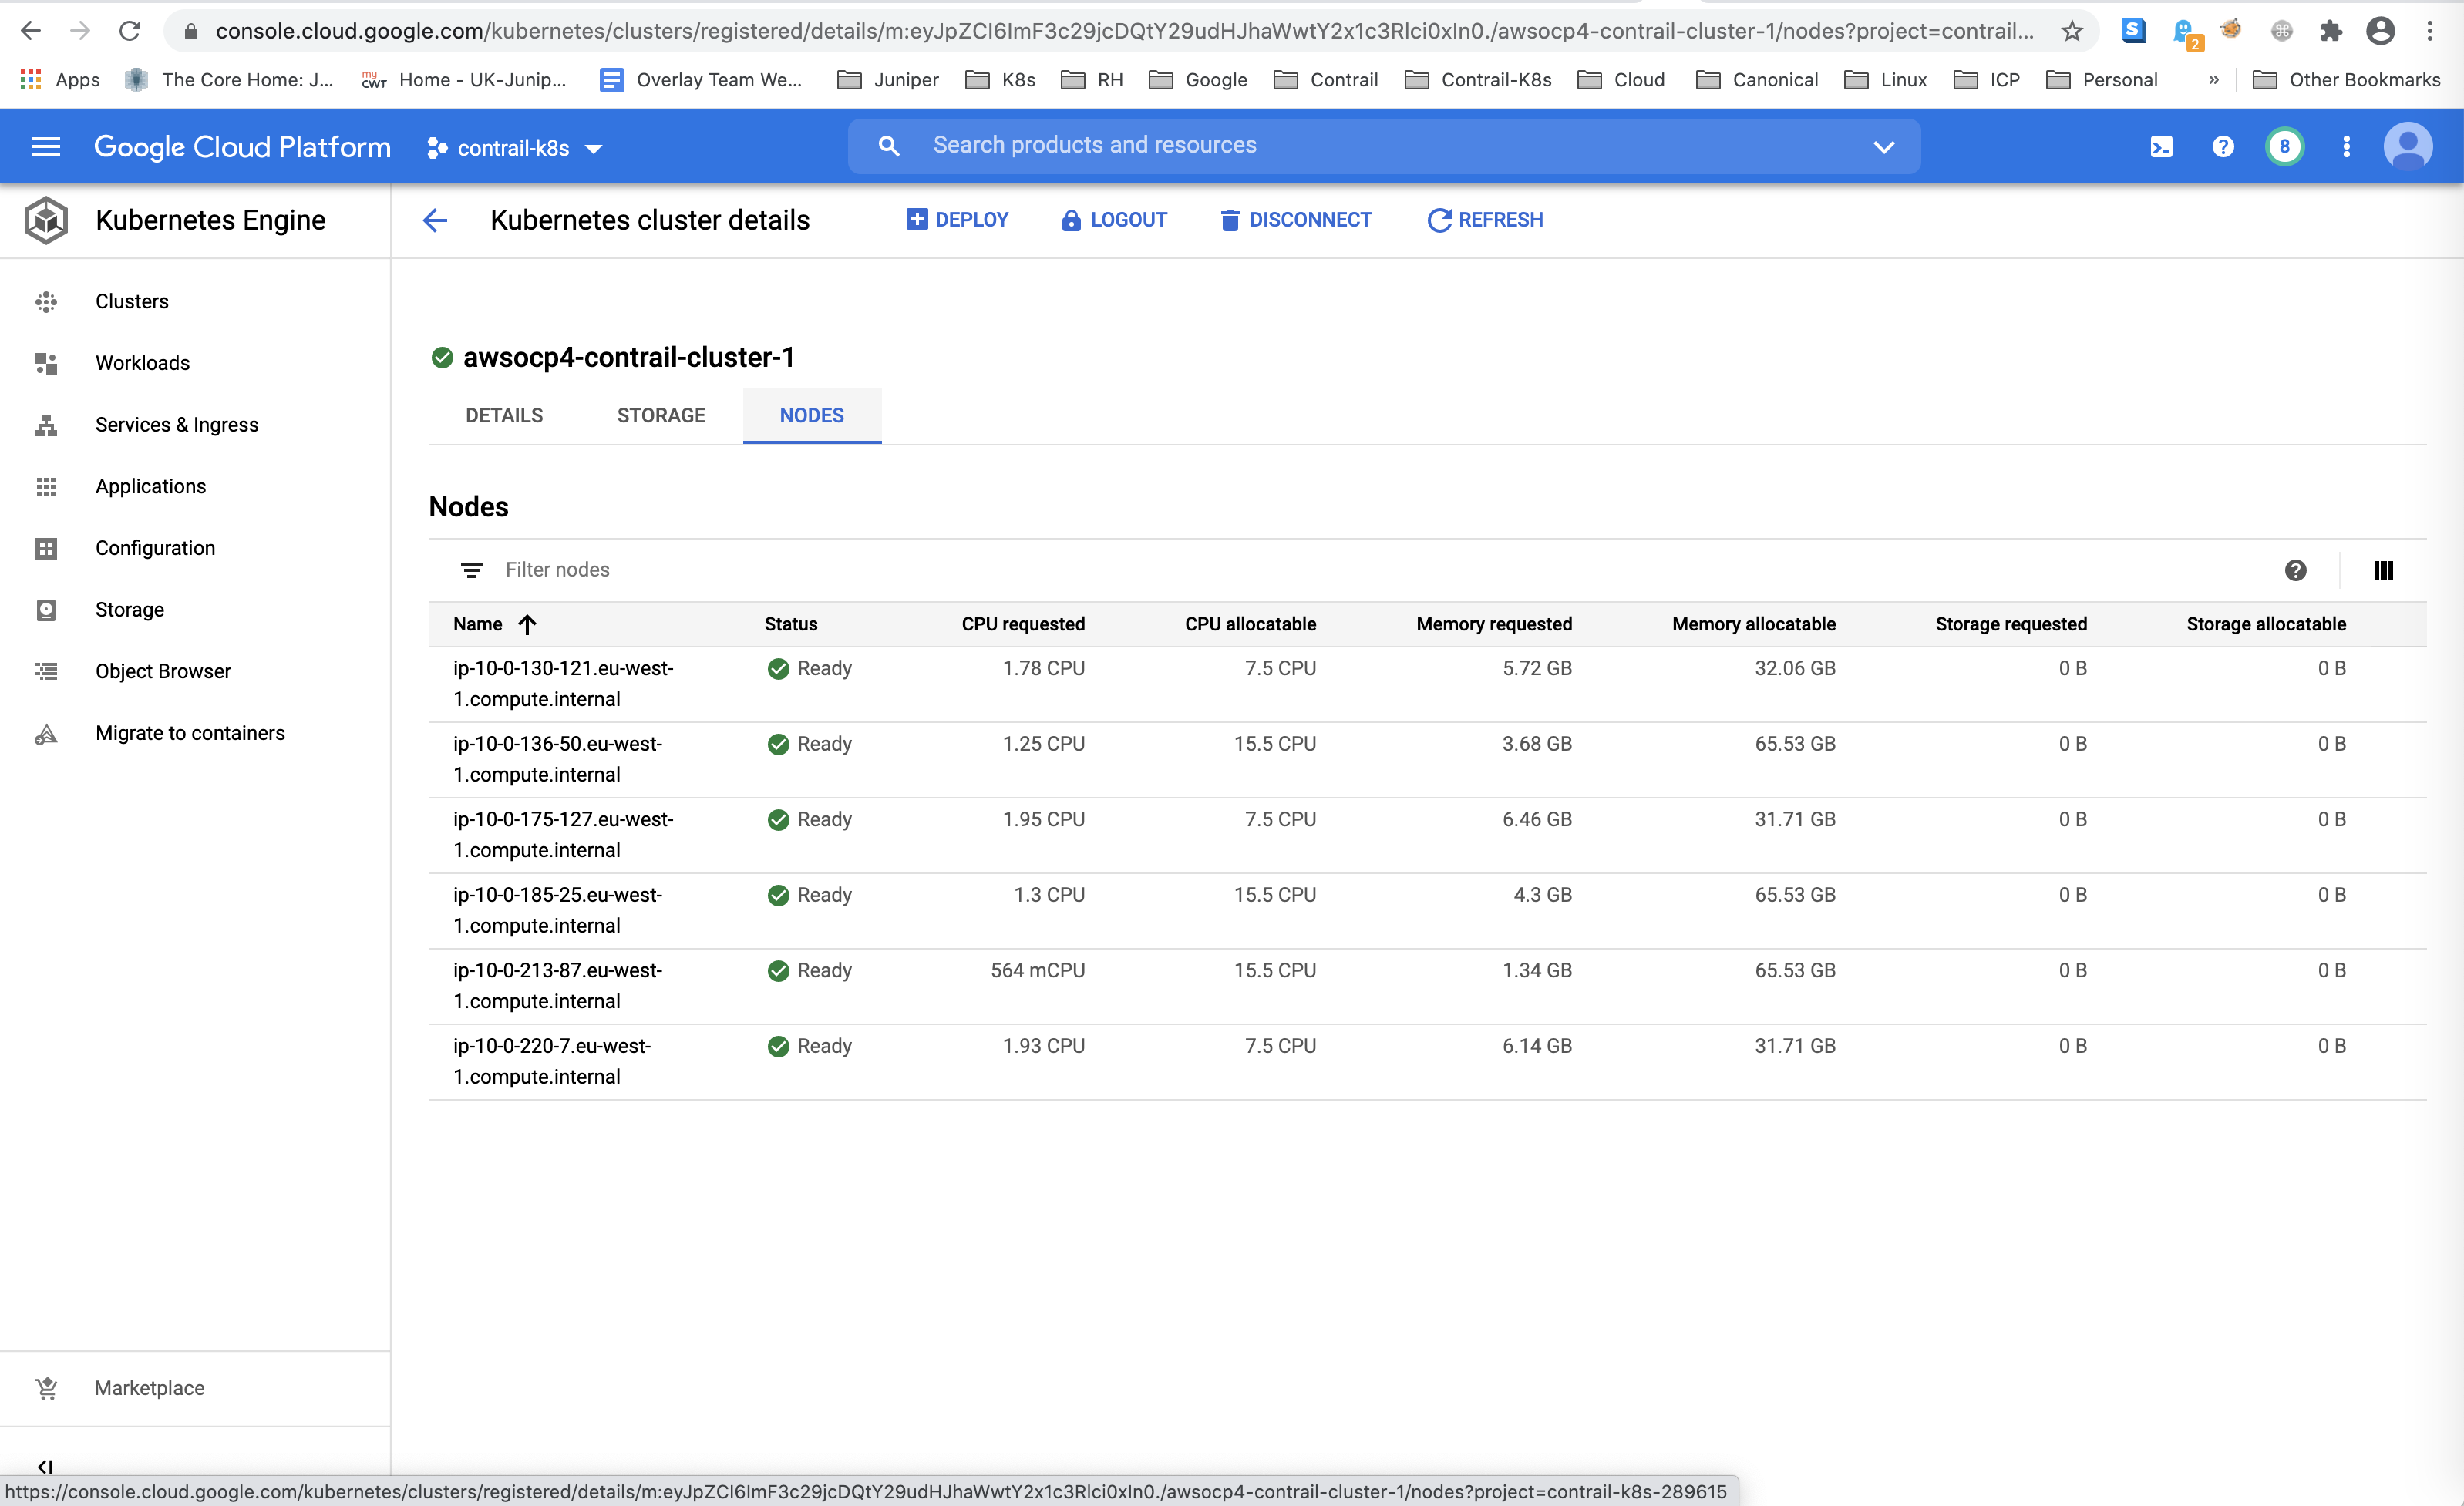 console.cloud.google.com/kubernetes/clusters/registered/details/m:eyJpZCI6ImF3c29jcDQtY29udHJhaWwtY2x1c3Rlci0xIn0./awsocp4-contrail-cluster-1/nodes?project=contrail...
S
2
Apps
The Core Home: J...
my CWT
Home - UK-Junip...
Overlay Team We...
Juniper
K8s
RH
Google
Contrail
Contrail-K8s
Cloud
Canonical
Linux
ICP
Personal
»
Other Bookmarks
Google Cloud Platform
contrail-k8s
Search products and resources
8
Kubernetes Engine
Kubernetes cluster details
DEPLOY
LOGOUT
DISCONNECT
REFRESH
Clusters
Workloads
Services & Ingress
Applications
Configuration
Storage
Object Browser
Migrate to containers
Marketplace
awsocp4-contrail-cluster-1
DETAILS STORAGE NODES
Nodes
Filter nodes
Name Status CPU requested CPU allocatable Memory requested Memory allocatable Storage requested Storage allocatable
ip-10-0-130-121.eu-west- Ready 1.78 CPU 7.5 CPU 5.72 GB 32.06 GB 0 B 0 B
1.compute.internal
ip-10-0-136-50.eu-west- Ready 1.25 CPU 15.5 CPU 3.68 GB 65.53 GB 0 B 0 B
1.compute.internal
ip-10-0-175-127.eu-west- Ready 1.95 CPU 7.5 CPU 6.46 GB 31.71 GB 0 B 0 B
1.compute.internal
ip-10-0-185-25.eu-west- Ready 1.3 CPU 15.5 CPU 4.3 GB 65.53 GB 0 B 0 B
1.compute.internal
ip-10-0-213-87.eu-west- Ready 564 mCPU 15.5 CPU 1.34 GB 65.53 GB 0 B 0 B
1.compute.internal
ip-10-0-220-7.eu-west- Ready 1.93 CPU 7.5 CPU 6.14 GB 31.71 GB 0 B 0 B
1.compute.internal
https://console.cloud.google.com/kubernetes/clusters/registered/details/m:eyJpZCI6ImF3c29jcDQtY29udHJhaWwtY2x1c3Rlci0xIn0./awsocp4-contrail-cluster-1/nodes?project=contrail-k8s-289615